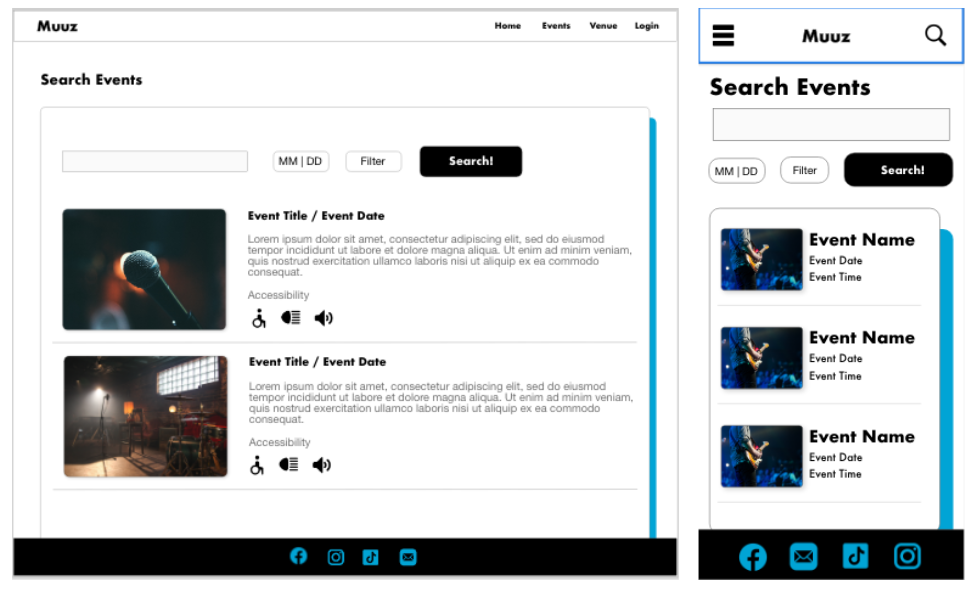 Muuz
Home Events Venue Login
Search Events
MM | DD Filter Search!
Event Title / Event Date
Lorem ipsum dolor sit amet, consectetur adipiscing elit, sed do eiusmod
tempor incididunt ut labore et dolore magna aliqua. Ut enim ad minim veniam,
quis nostrud exercitation ullamco laboris nisi ut aliquip ex ea commodo
consequat.
Accessibility
Event Title / Event Date
Lorem ipsum dolor sit amet, consectetur adipiscing elit, sed do eiusmod
tempor incididunt ut labore et dolore magna aliqua. Ut enim ad minim veniam,
quis nostrud exercitation ullamco laboris nisi ut aliquip ex ea commodo
consequat.
Accessibility
Muuz
Search Events
MM | DD Filter Search!
Event Name
Event Date
Event Time
Event Name
Event Date
Event Time
Event Name
Event Date
Event Time